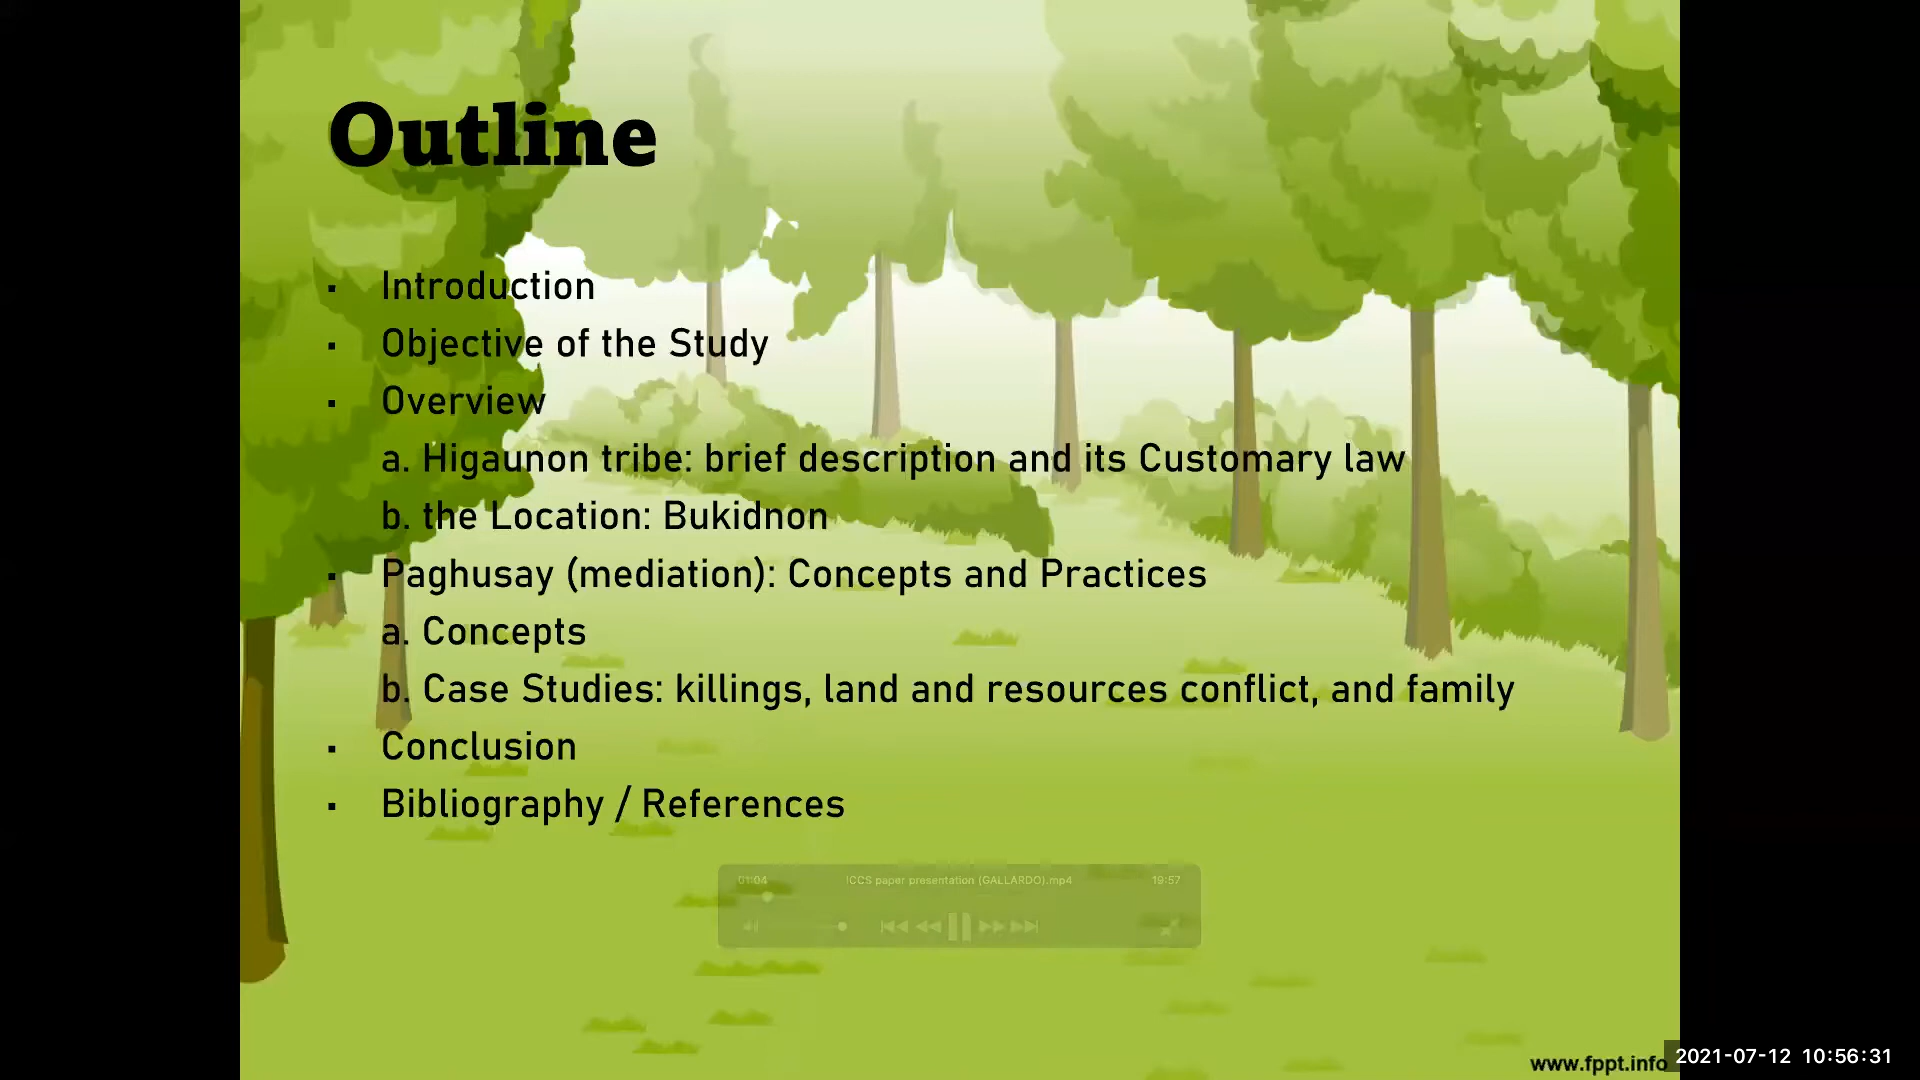 Outline
▪ Introduction
▪ Objective of the Study
▪ Overview
a. Higaunon tribe: brief description and its Customary law
b. the Location: Bukidnon
▪ Paghusay (mediation): Concepts and Practices
a. Concepts
b. Case Studies: killings, land and resources conflict, and family
▪ Conclusion
▪ Bibliography / References
01:04 ICCS paper presentation (GALLARDO).mp4 19:57
www.fppt.info
2021-07-12 10:56:31